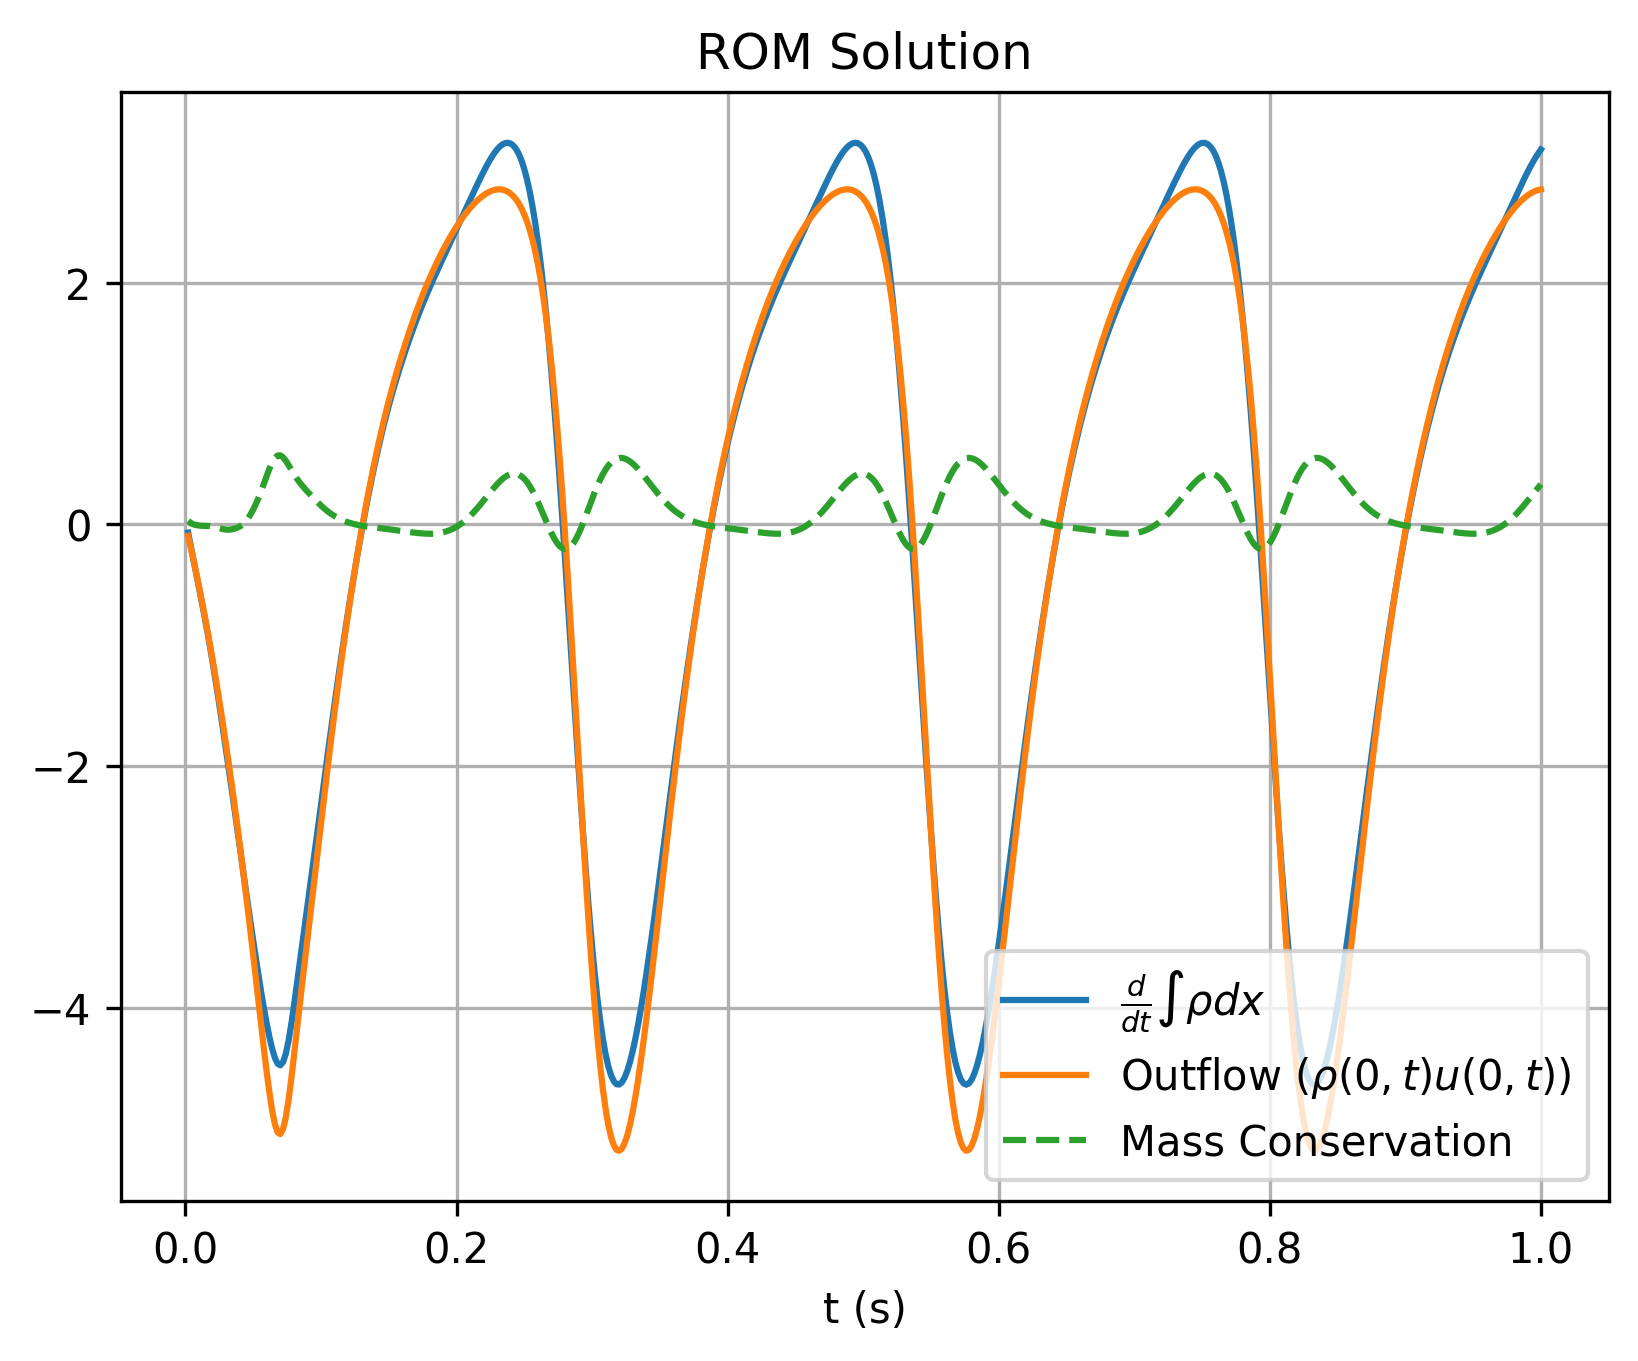 ROM Solution
2
0
−2
−4
d/dt ∫ρdx
Outflow (ρ(0, t)u(0, t))
Mass Conservation
0.0 0.2 0.4 0.6 0.8 1.0
t (s)